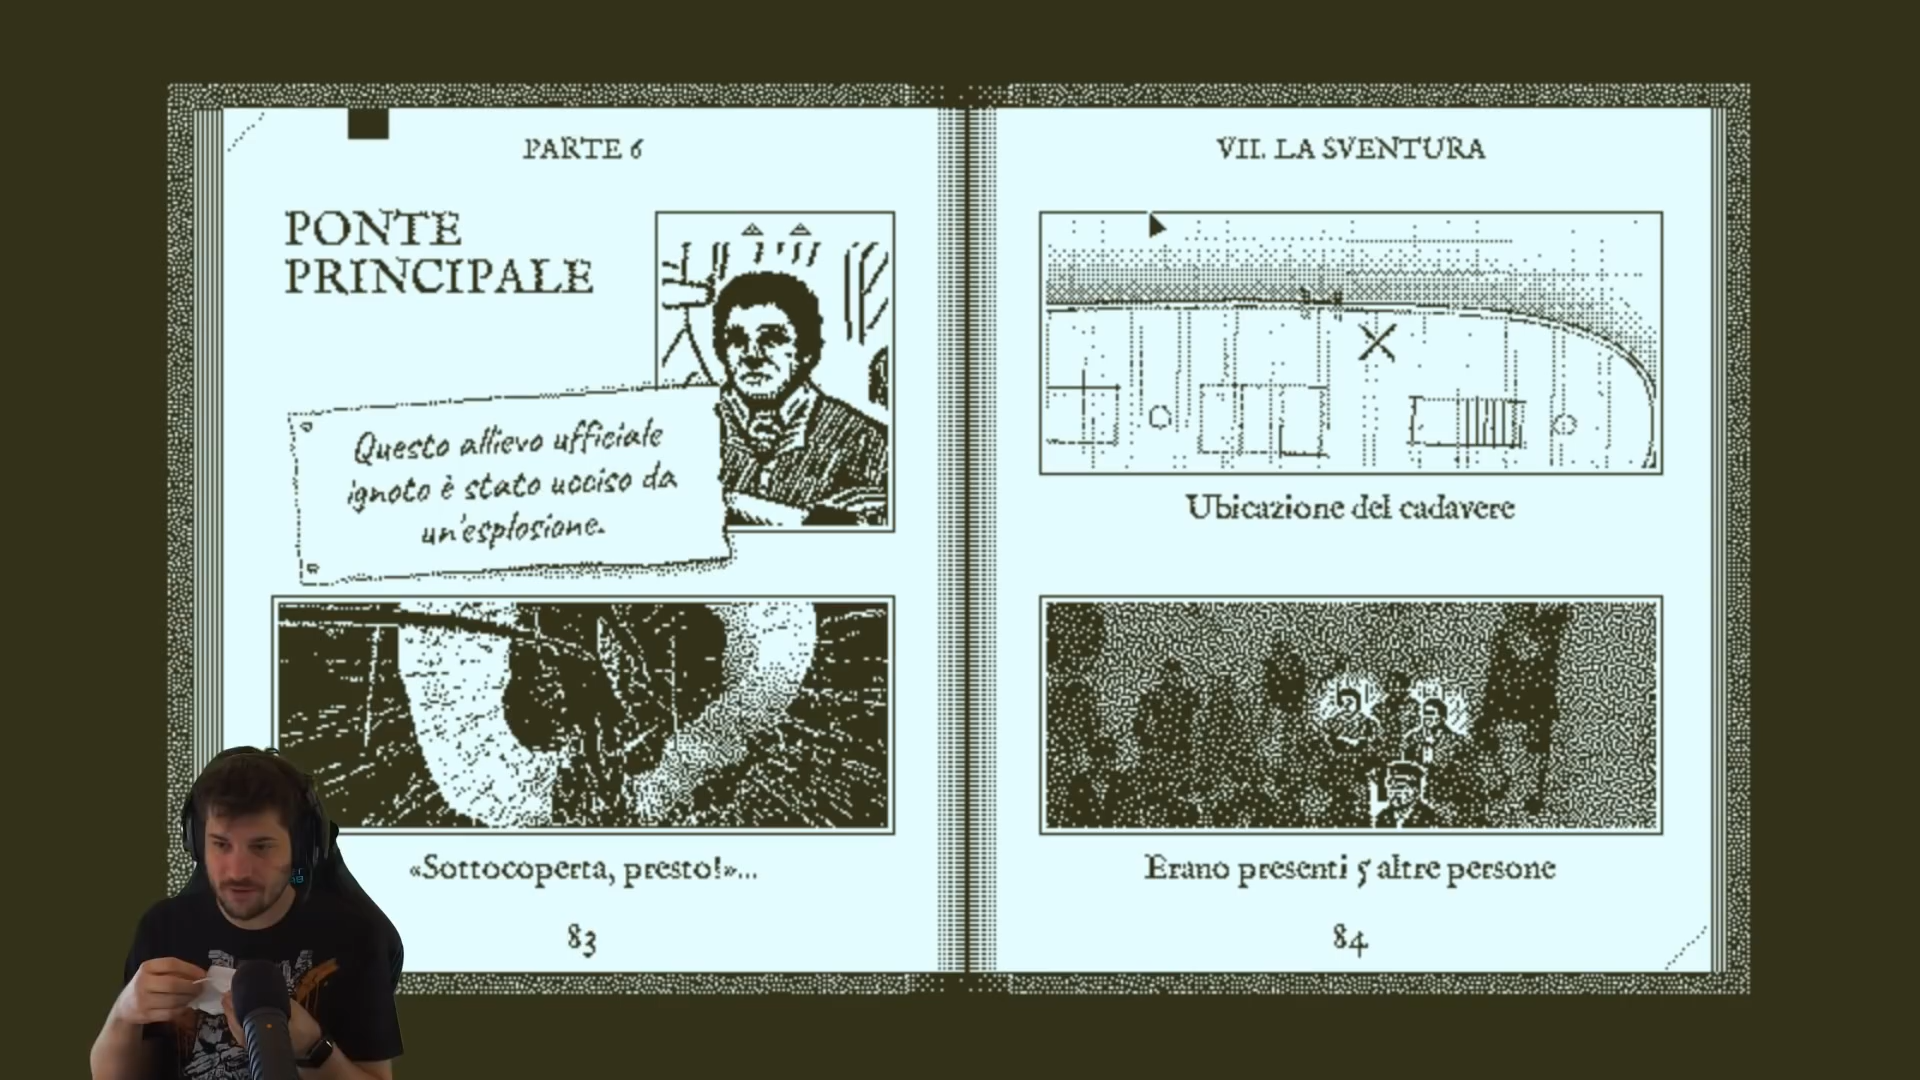 PARTE 6
PONTE
PRINCIPALE
Questo allievo ufficiale
ignoto è stato ucciso da
un'esplosione.
«Sottocoperta, presto!»...
83
VII. LA SVENTURA
Ubicazione del cadavere
Erano presenti 5 altre persone
84